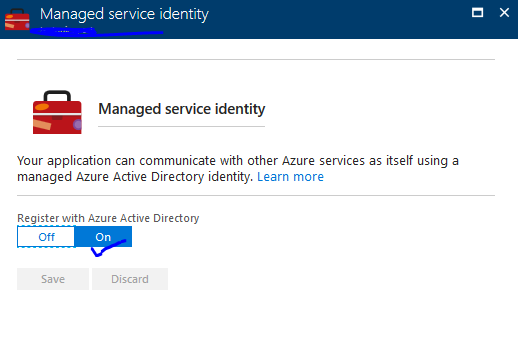 Managed service identity
Managed service identity
Your application can communicate with other Azure services as itself using a
managed Azure Active Directory identity. Learn more
Register with Azure Active Directory
Off On
Save Discard